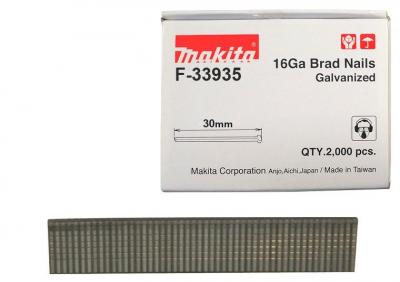 Makita
F-33935
16Ga Brad Nails
Galvanized
30mm
QTY.2,000 pcs.
Makita Corporation Anjo,Aichi,Japan / Made in Taiwan